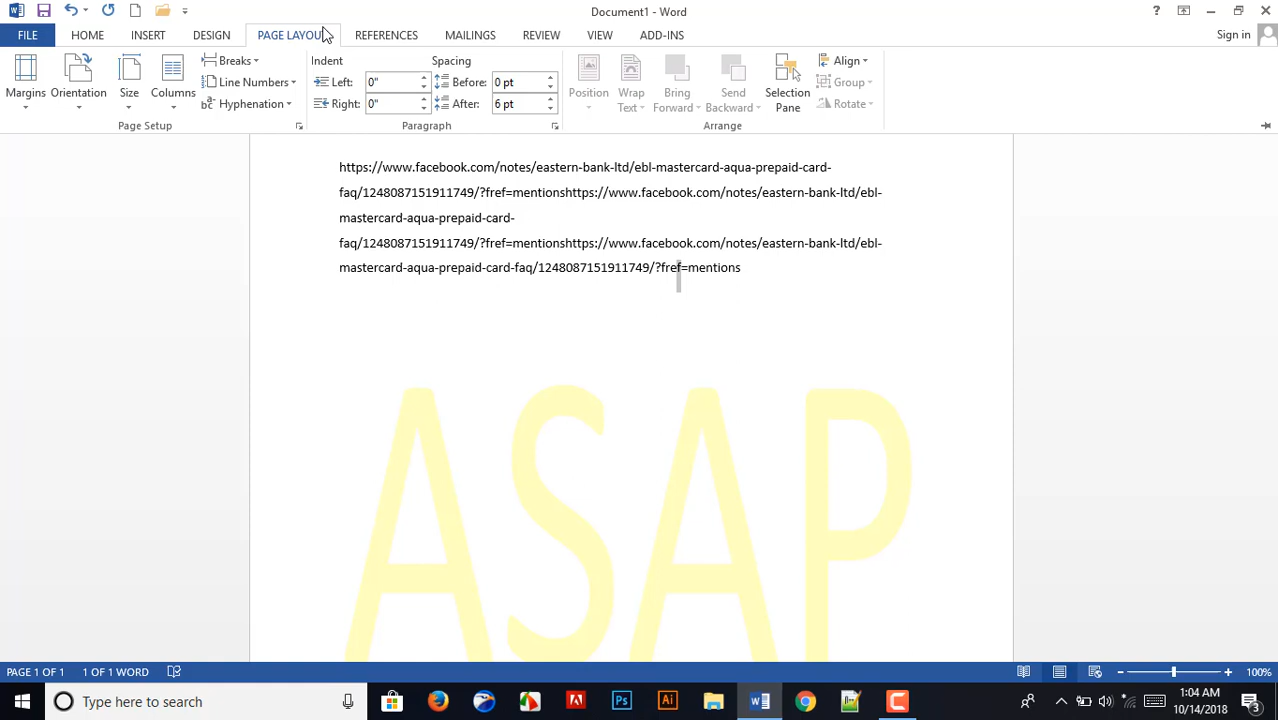 Document1 - Word
?
FILE HOME INSERT DESIGN PAGE LAYOU REFERENCES MAILINGS REVIEW VIEW ADD-INS Sign in
Margins
Orientation
Size
Columns
Breaks
Line Numbers
Hyphenation
Page Setup
Indent
Left: 0"
Right: 0"
Spacing
Before: 0 pt
After: 6 pt
Paragraph
Position
Wrap Text
Bring Forward
Send Backward
Selection Pane
Align
Group
Rotate
Arrange
https://www.facebook.com/notes/eastern-bank-ltd/ebl-mastercard-aqua-prepaid-card-
faq/1248087151911749/?fref=mentionshttps://www.facebook.com/notes/eastern-bank-ltd/ebl-
mastercard-aqua-prepaid-card-
faq/1248087151911749/?fref=mentionshttps://www.facebook.com/notes/eastern-bank-ltd/ebl-
mastercard-aqua-prepaid-card-faq/1248087151911749/?fref=mentions
ASAP
PAGE 1 OF 1 1 OF 1 WORD 100%
Type here to search
Ps
Ai
1:04 AM
10/14/2018
3